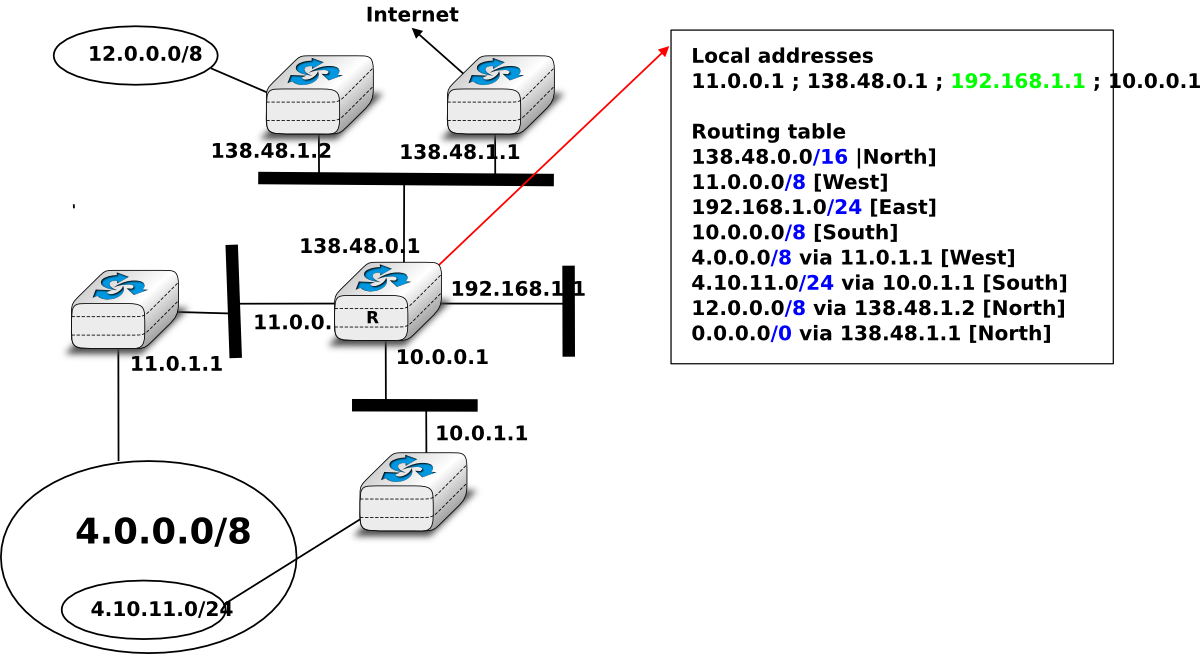 Internet
12.0.0.0/8
138.48.1.2
138.48.1.1
138.48.0.1
192.168.1.1
11.0.0.
R
11.0.1.1
10.0.0.1
10.0.1.1
4.0.0.0/8
4.10.11.0/24
Local addresses
11.0.0.1 ; 138.48.0.1 ; 192.168.1.1 ; 10.0.0.1
Routing table
138.48.0.0/16 |North]
11.0.0.0/8 [West]
192.168.1.0/24 [East]
10.0.0.0/8 [South]
4.0.0.0/8 via 11.0.1.1 [West]
4.10.11.0/24 via 10.0.1.1 [South]
12.0.0.0/8 via 138.48.1.2 [North]
0.0.0.0/0 via 138.48.1.1 [North]